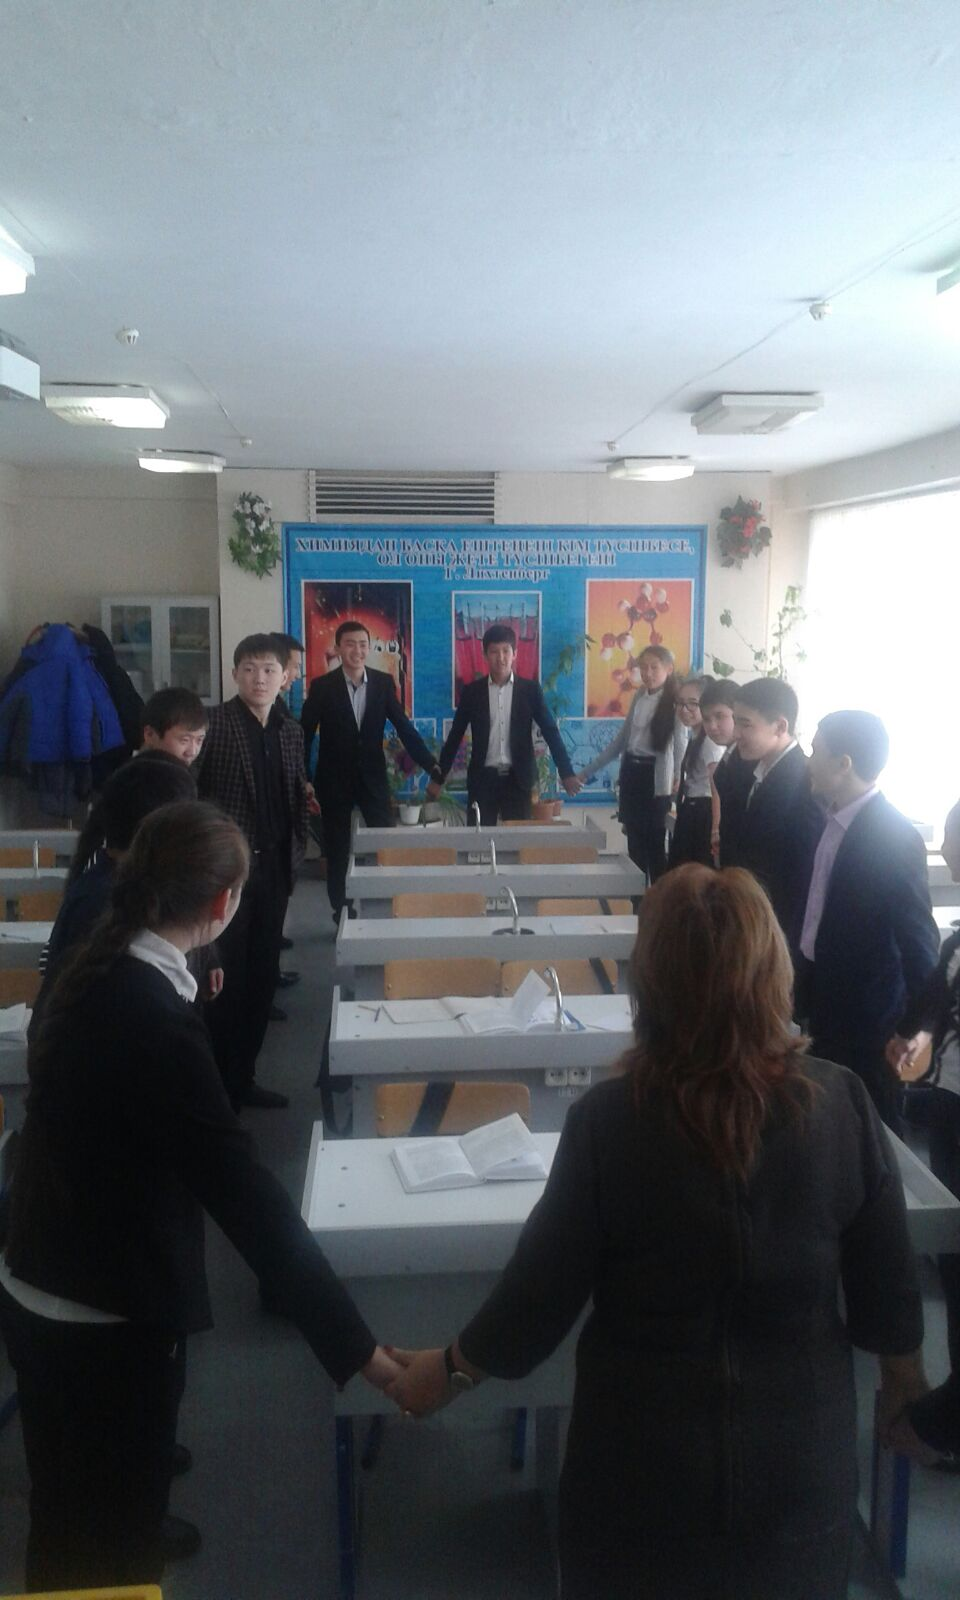 ХИМИЯДАН БАСҚА ЕШТЕҢЕНІ КІМ ТҮСІНБЕСЕ,
ОЛ ОНЫ ЖЕТЕ ТҮСІНБЕГЕНІ
Г. Лихтенберг